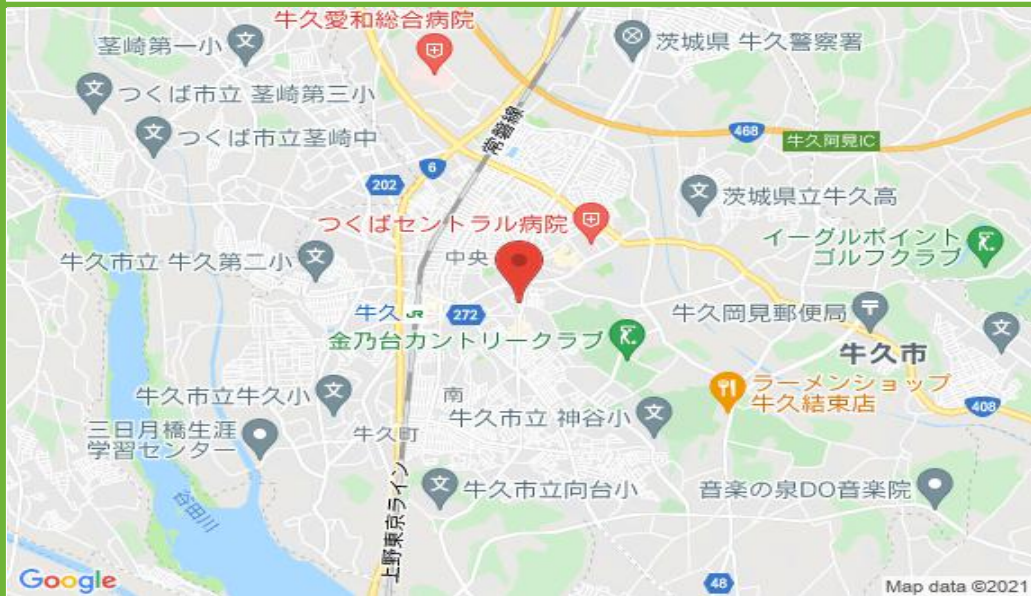 牛久愛和総合病院
茎崎第一小
茨城県 牛久警察署
つくば市立 茎崎第三小
つくば市立茎崎中
常磐線
468
牛久阿見IC
6
202
茨城県立牛久高
つくばセントラル病院
イーグルポイント
ゴルフクラブ
中央
牛久市立 牛久第二小
牛久 JR
272
牛久岡見郵便局
金乃台カントリークラブ
牛久市
ラーメンショップ
牛久結束店
牛久市立牛久小
南
408
牛久市立 神谷小
三日月橋生涯
学習センター
牛久町
牛久市立向台小
音楽の泉DO音楽院
谷田川
上野東京ライン
48
Google
Map data ©2021